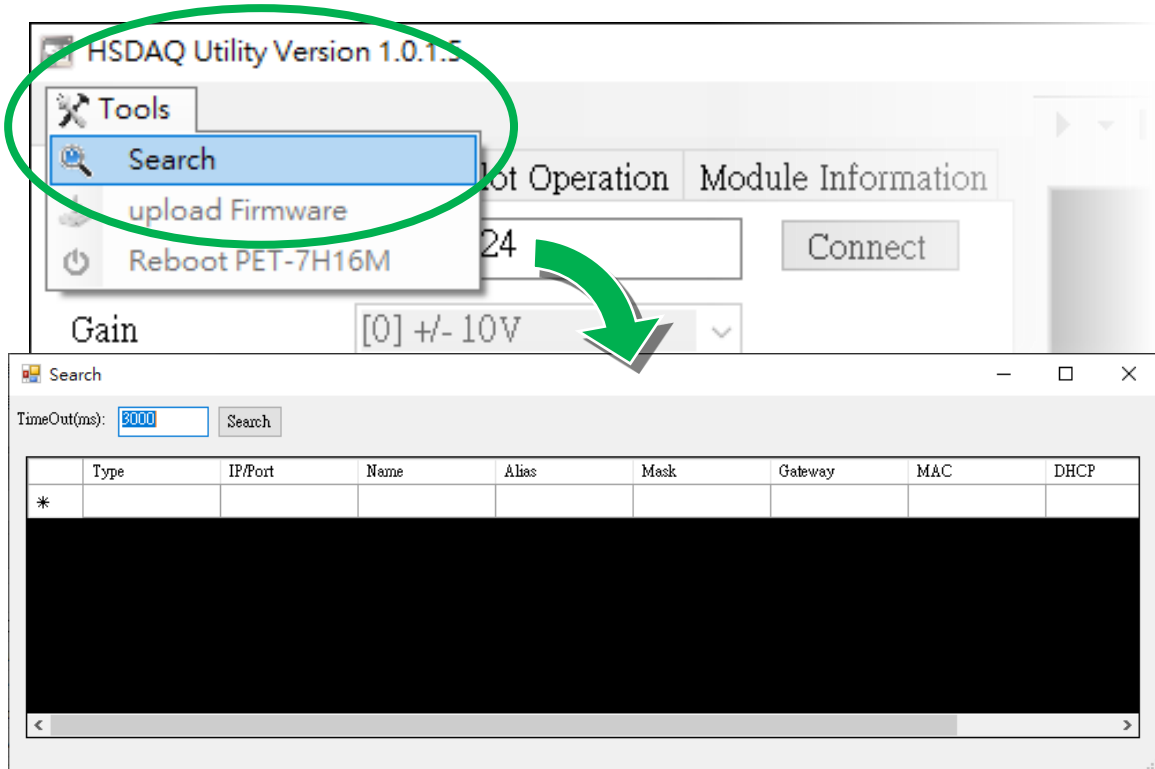 HSDAQ Utility Version 1.0.1.5
Tools
Search
upload Firmware
Reboot PET-7H16M
Operation Module Information
24 Connect
Gain [0] +/- 10V
Search
TimeOut(ms): 3000 Search
Type IP/Port Name Alias Mask Gateway MAC DHCP
*